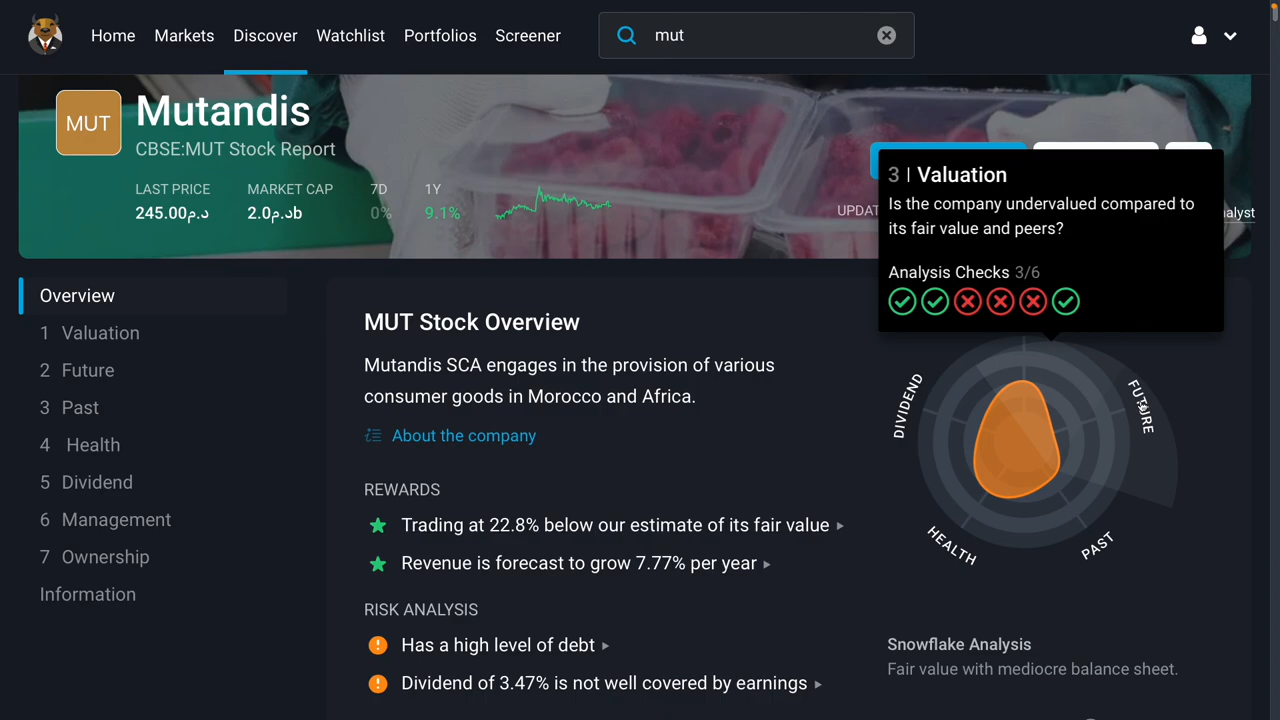 Home Markets Discover Watchlist Portfolios Screener
mut
MUT
Mutandis
CBSE:MUT Stock Report
LAST PRICE MARKET CAP 7D 1Y
د.م.245.00 د.م.2.0b 0% 9.1%
UPDAT
alyst
3 | Valuation
Is the company undervalued compared to
its fair value and peers?
Analysis Checks 3/6
Overview
1 Valuation
2 Future
3 Past
4 Health
5 Dividend
6 Management
7 Ownership
Information
MUT Stock Overview
Mutandis SCA engages in the provision of various
consumer goods in Morocco and Africa.
About the company
REWARDS
Trading at 22.8% below our estimate of its fair value
Revenue is forecast to grow 7.77% per year
RISK ANALYSIS
Has a high level of debt
Dividend of 3.47% is not well covered by earnings
DIVIDEND
FUTURE
HEALTH
PAST
Snowflake Analysis
Fair value with mediocre balance sheet.